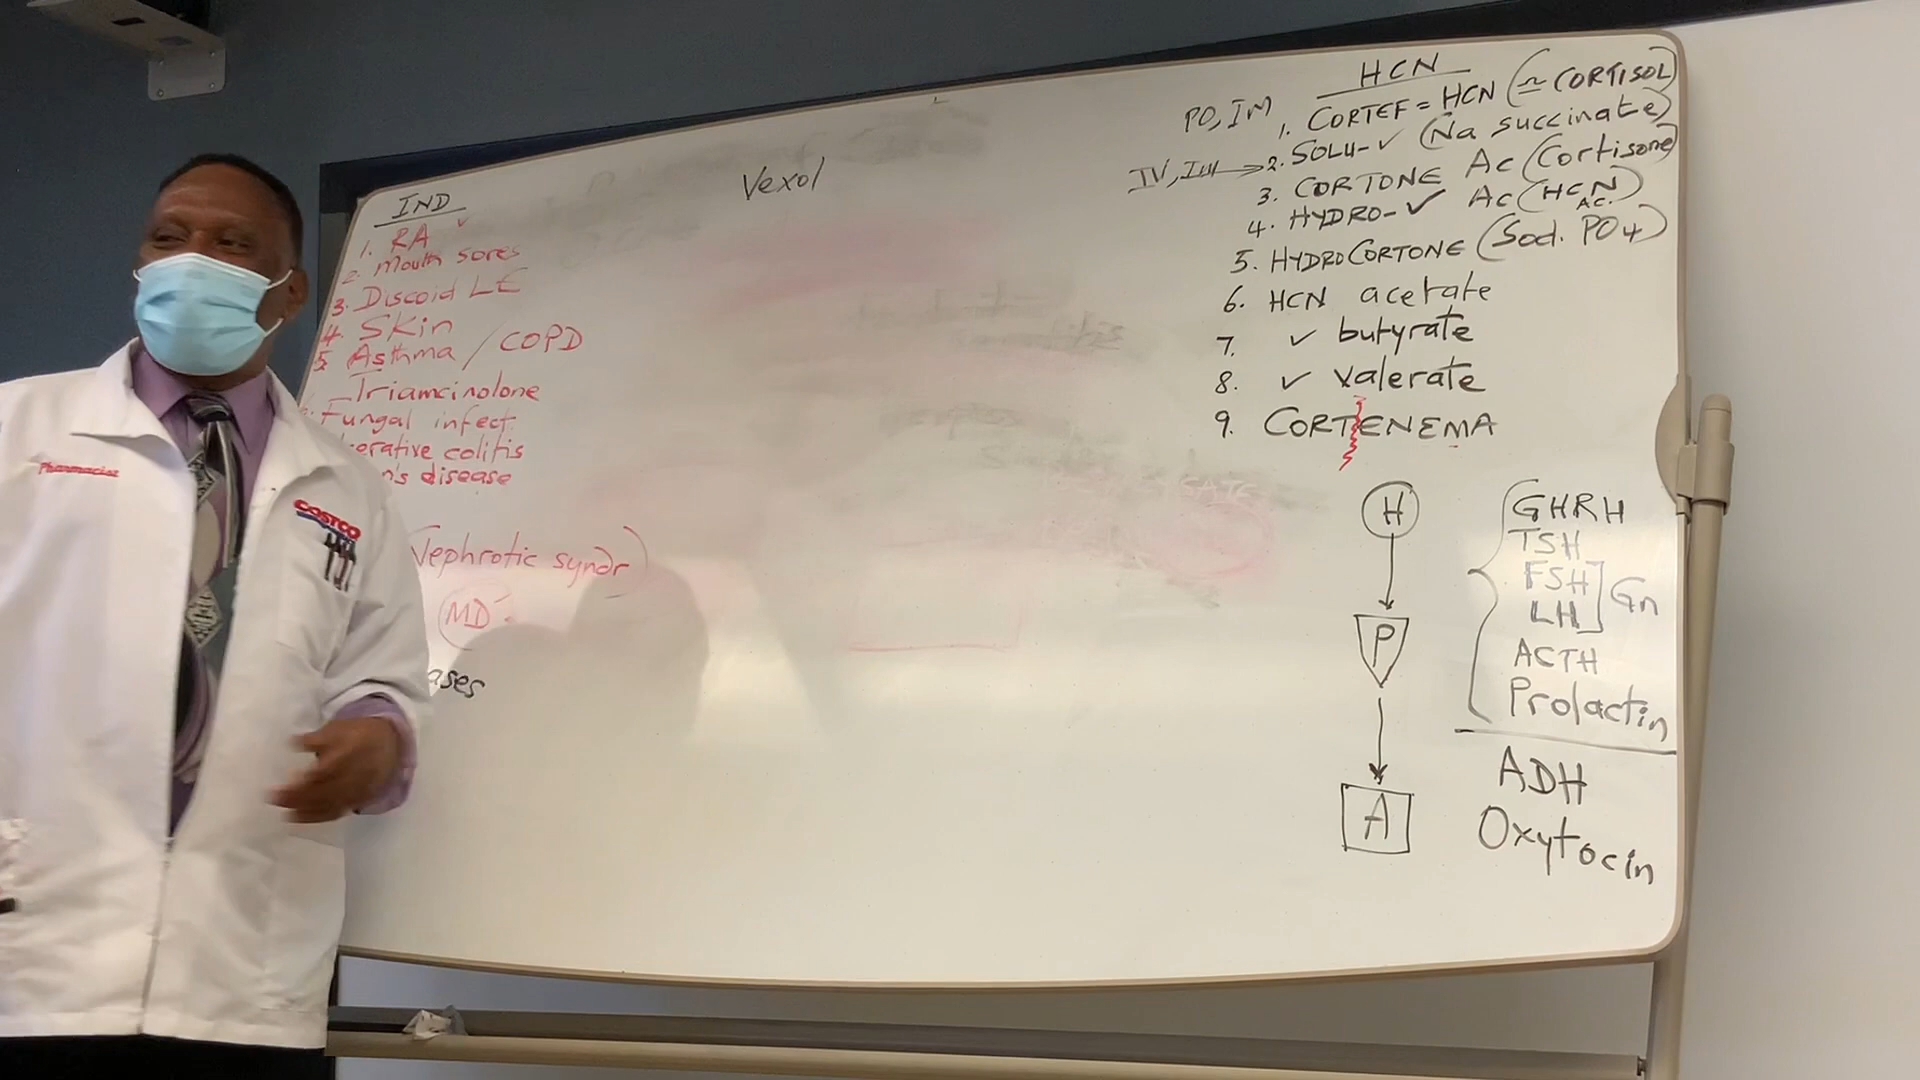 IND
1. RA
2. Mouth sores
3. Discoid LE
4. Skin
5. Asthma / COPD
Triamcinolone
Fungal infect.
erative colitis
n's disease
Nephrotic syndr)
MD
ases
Vexol
HCN
PO, IM 1. CORTEF = HCN (≃ CORTISOL)
IV, IM → 2. SOLU-✓ (Na succinate)
3. CORTONE Ac (Cortisone)
4. HYDRO-✓ Ac (HCN AC.)
5. HYDROCORTONE (Sod. PO4)
6. HCN acetate
7. ✓ butyrate
8. ✓ valerate
9. CORTENEMA
H
P
A
GHRH
TSH
FSH
LH
Gn
ACTH
Prolactin
ADH
Oxytocin
Pharmacist
COSTCO